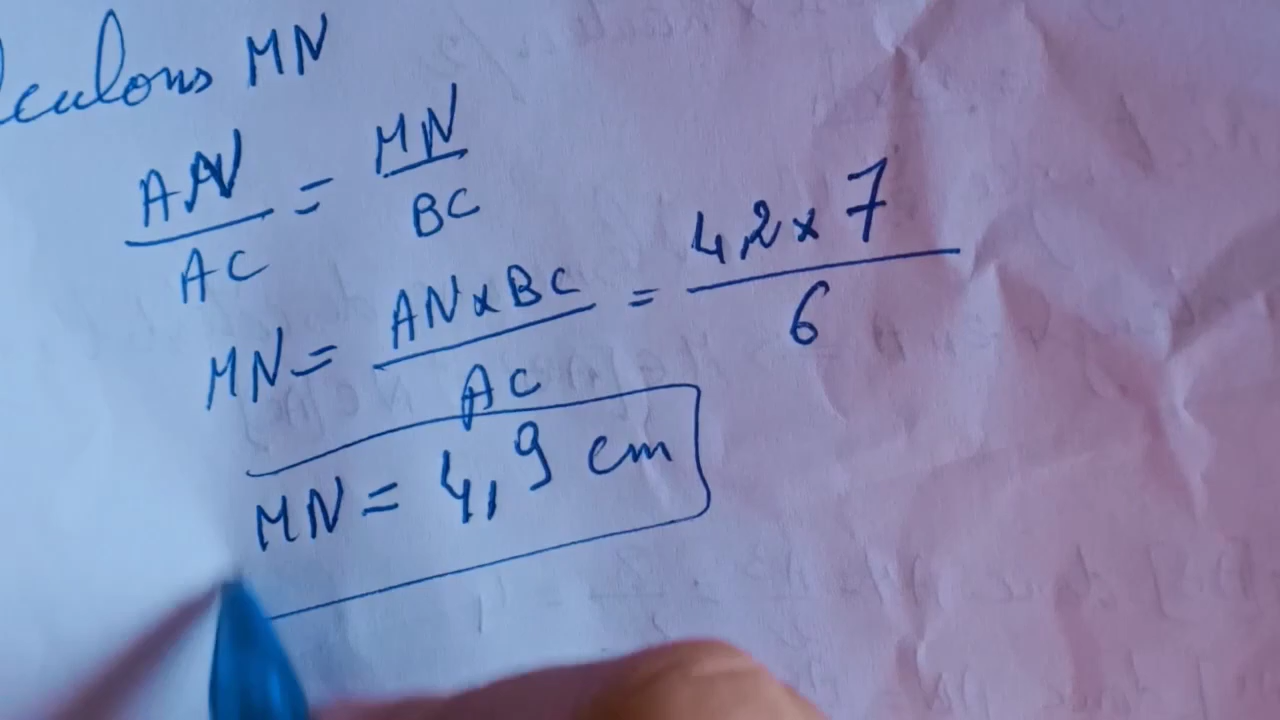 culons MN
AN/AC = MN/BC
MN = AN x BC/AC = 4,2 x 7/6
MN = 4,9 cm